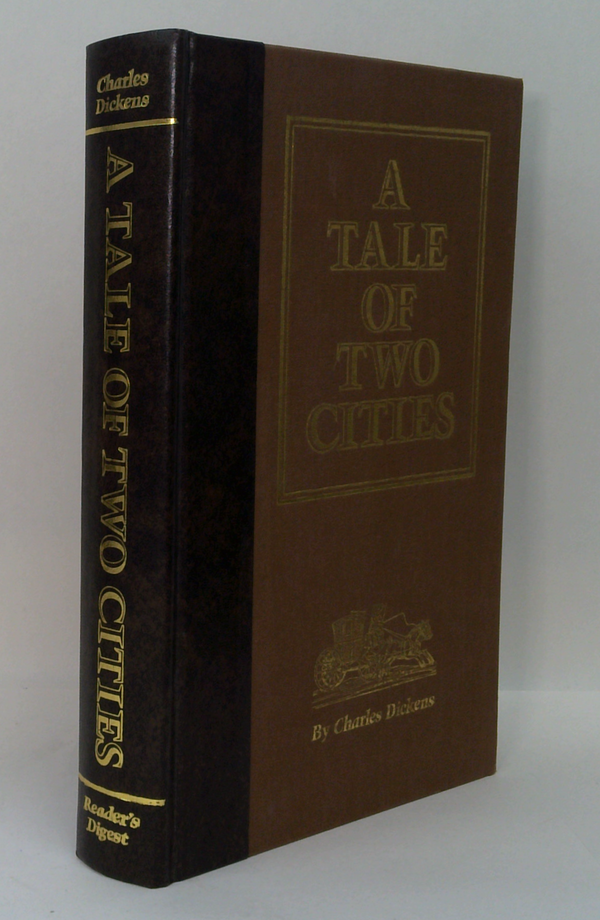 Charles
Dickens
A TALE OF TWO CITIES
Reader's
Digest
A
TALE
OF
TWO
CITIES
By Charles Dickens